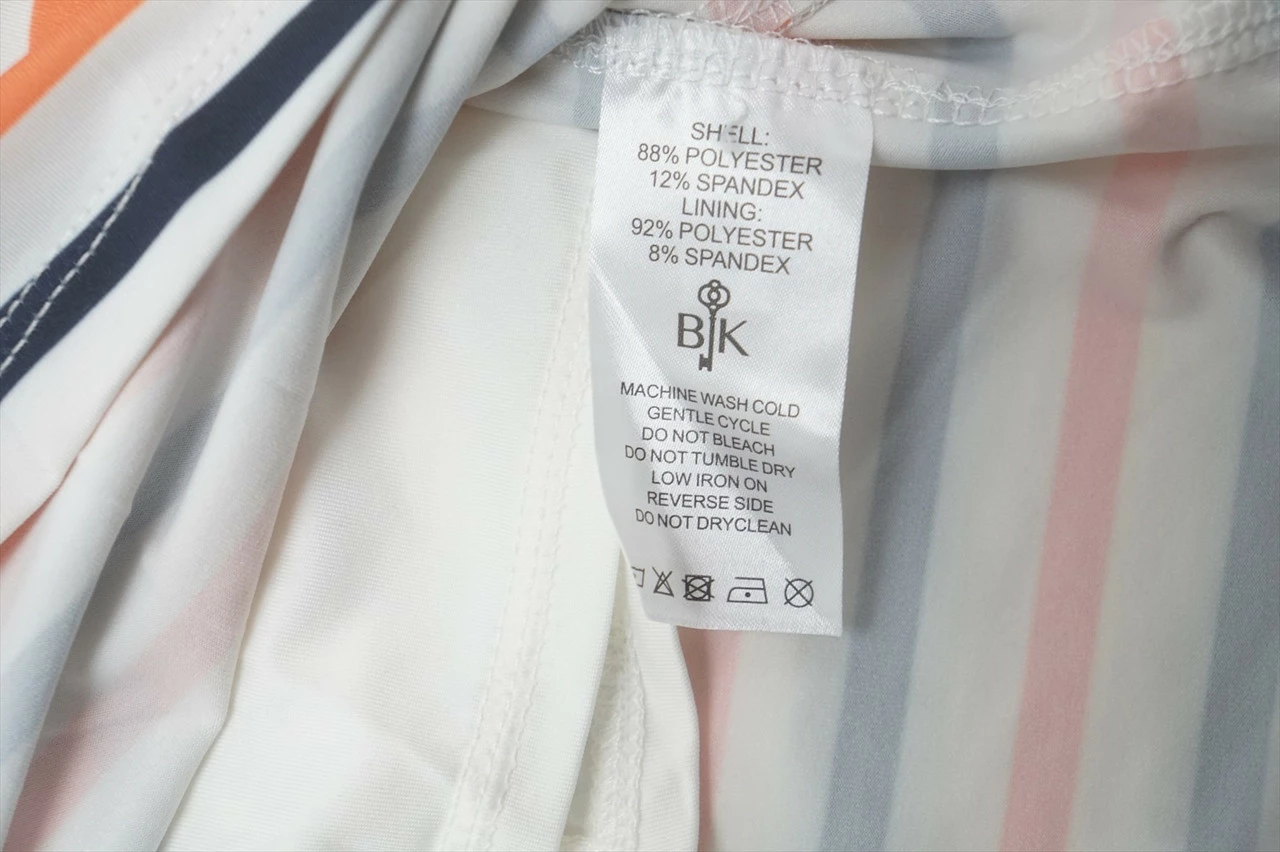 SHELL:
88% POLYESTER
12% SPANDEX
LINING:
92% POLYESTER
8% SPANDEX
BK
MACHINE WASH COLD
GENTLE CYCLE
DO NOT BLEACH
DO NOT TUMBLE DRY
LOW IRON ON
REVERSE SIDE
DO NOT DRYCLEAN